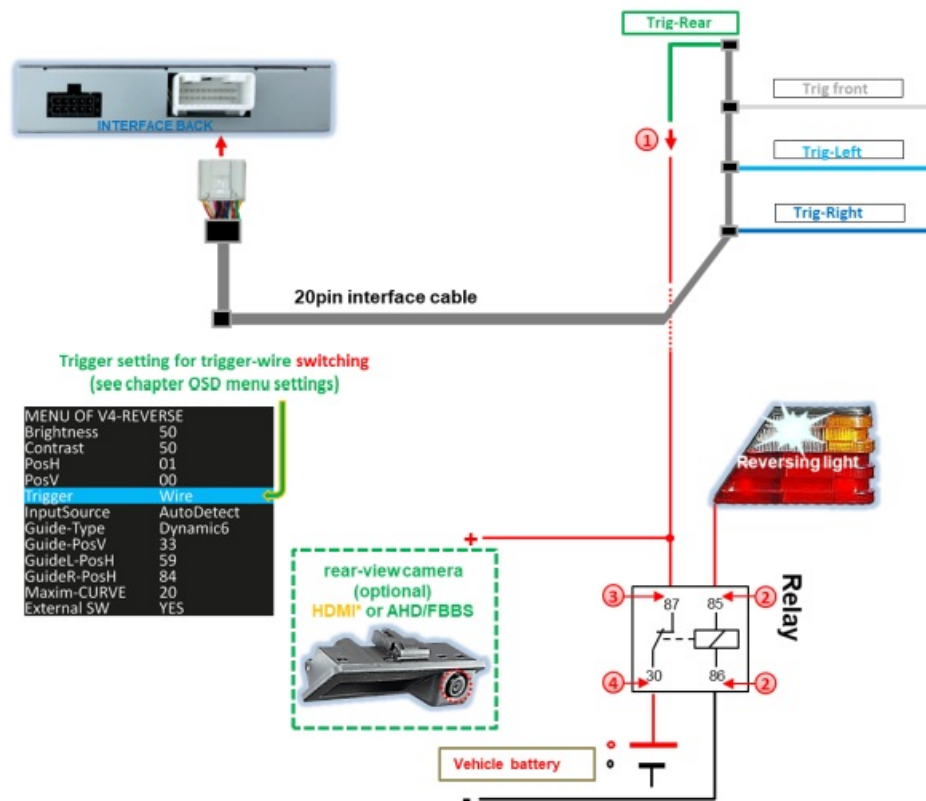 Trig-Rear
Trig front
INTERFACE BACK
1
Trig-Left
Trig-Right
20pin interface cable
Trigger setting for trigger-wire switching
(see chapter OSD menu settings)
MENU OF V4-REVERSE
Brightness 50
Contrast 50
PosH 01
PosV 00
Trigger Wire
InputSource AutoDetect
Guide-Type Dynamic6
Guide-PosV 33
GuideL-PosH 59
GuideR-PosH 84
Maxim-CURVE 20
External SW YES
Reversing light
+
rear-view camera
(optional)
HDMI* or AHD/FBBS
Relay
3
87
85
2
4
30
86
2
Vehicle battery
-